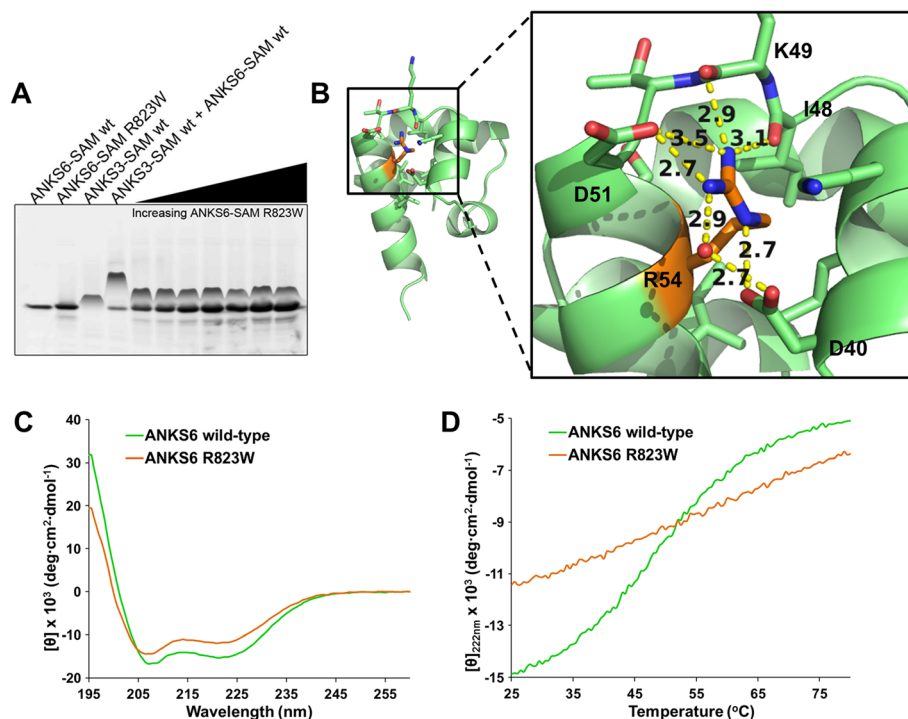 A
ANKS6-SAM wt
ANKS6-SAM R823W
ANKS3-SAM wt
ANKS3-SAM wt + ANKS6-SAM wt
Increasing ANKS6-SAM R823W
B
K49
I48
2.9
3.5
3.1
2.7
D51
2.9
2.7
R54
2.7
D40
C
ANKS6 wild-type
ANKS6 R823W
40
30
20
10
0
-10
-20
195
205
215
225
235
245
255
Wavelength (nm)
[θ] x 10³ (deg·cm²·dmol⁻¹)
D
ANKS6 wild-type
ANKS6 R823W
-5
-7
-9
-11
-13
-15
25
35
45
55
65
75
Temperature (ºC)
[θ]222nm x 10³ (deg·cm²·dmol⁻¹)